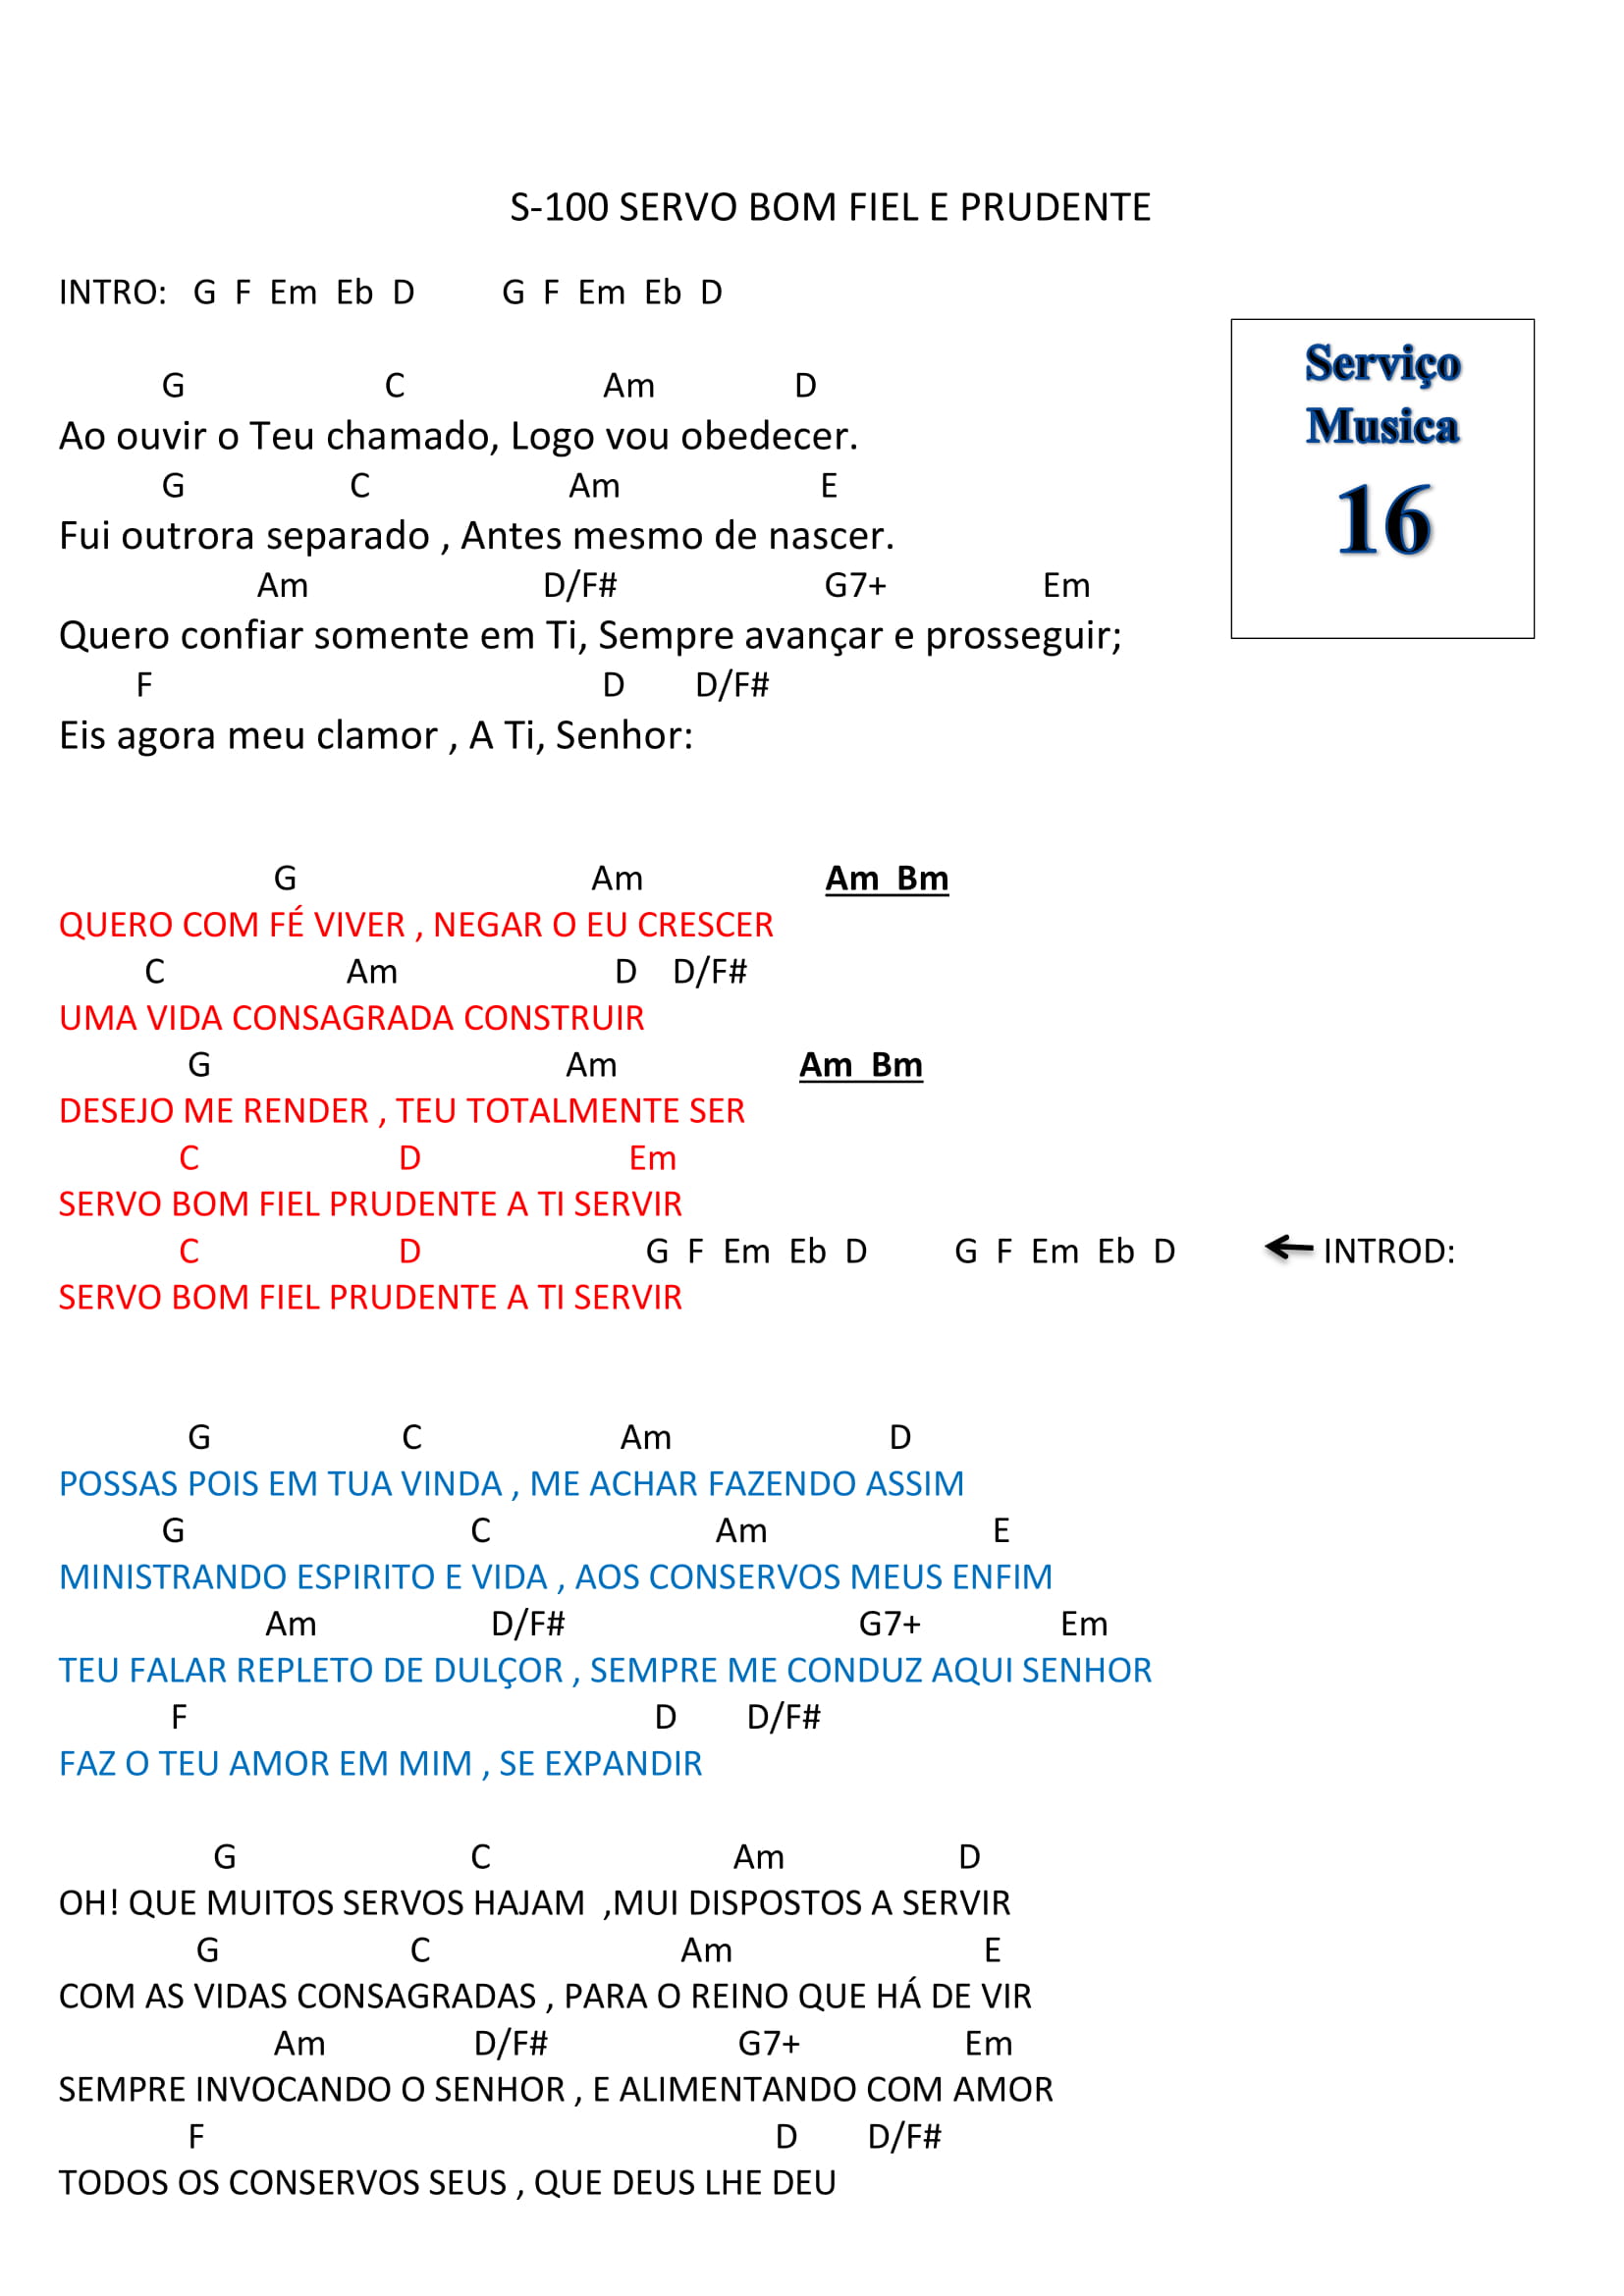 S-100 SERVO BOM FIEL E PRUDENTE
INTRO: G F Em Eb D G F Em Eb D
Serviço
Musica
16
G C Am D
Ao ouvir o Teu chamado, Logo vou obedecer.
G C Am E
Fui outrora separado , Antes mesmo de nascer.
Am D/F# G7+ Em
Quero confiar somente em Ti, Sempre avançar e prosseguir;
F D D/F#
Eis agora meu clamor , A Ti, Senhor:
G Am Am Bm
QUERO COM FÉ VIVER , NEGAR O EU CRESCER
C Am D D/F#
UMA VIDA CONSAGRADA CONSTRUIR
G Am Am Bm
DESEJO ME RENDER , TEU TOTALMENTE SER
C D Em
SERVO BOM FIEL PRUDENTE A TI SERVIR
C D G F Em Eb D G F Em Eb D INTROD:
SERVO BOM FIEL PRUDENTE A TI SERVIR
G C Am D
POSSAS POIS EM TUA VINDA , ME ACHAR FAZENDO ASSIM
G C Am E
MINISTRANDO ESPIRITO E VIDA , AOS CONSERVOS MEUS ENFIM
Am D/F# G7+ Em
TEU FALAR REPLETO DE DULÇOR , SEMPRE ME CONDUZ AQUI SENHOR
F D D/F#
FAZ O TEU AMOR EM MIM , SE EXPANDIR
G C Am D
OH! QUE MUITOS SERVOS HAJAM ,MUI DISPOSTOS A SERVIR
G C Am E
COM AS VIDAS CONSAGRADAS , PARA O REINO QUE HÁ DE VIR
Am D/F# G7+ Em
SEMPRE INVOCANDO O SENHOR , E ALIMENTANDO COM AMOR
F D D/F#
TODOS OS CONSERVOS SEUS , QUE DEUS LHE DEU